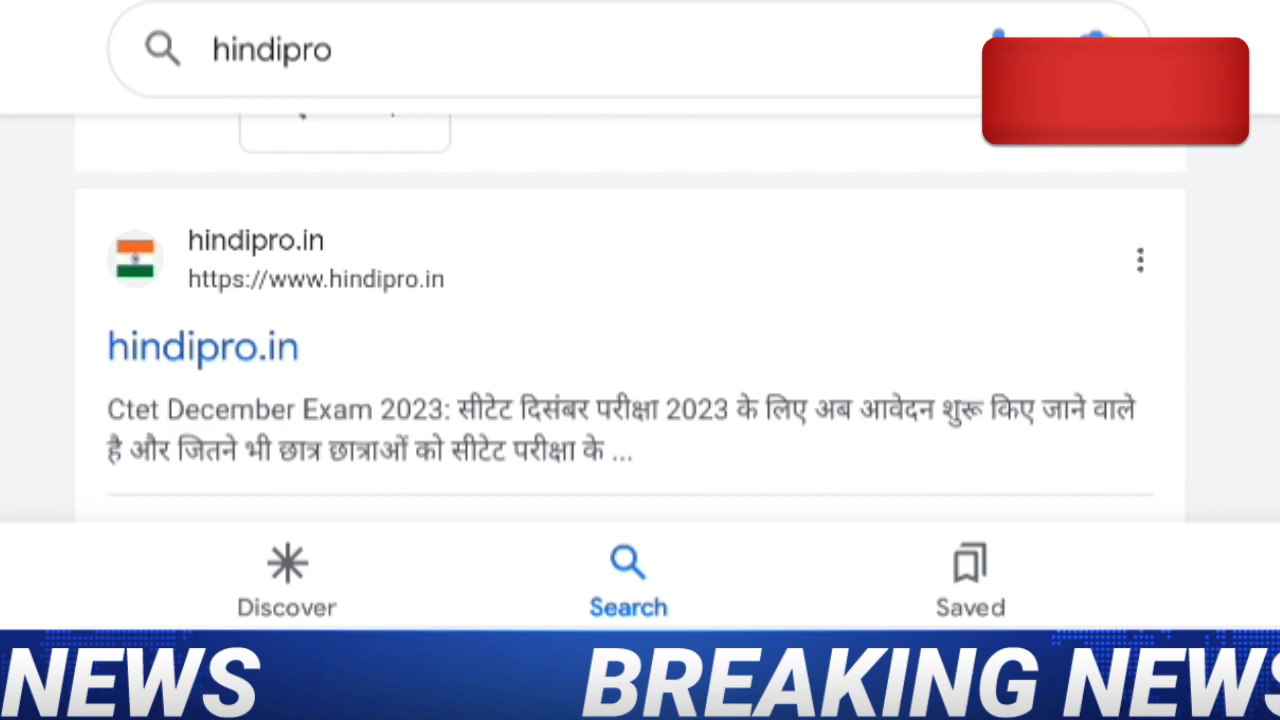 hindipro
hindipro.in
https://www.hindipro.in
hindipro.in
Ctet December Exam 2023: सीटेट दिसंबर परीक्षा 2023 के लिए अब आवेदन शुरू किए जाने वाले
है और जितने भी छात्र छात्राओं को सीटेट परीक्षा के ...
Discover Search Saved
NEWS BREAKING NEWS